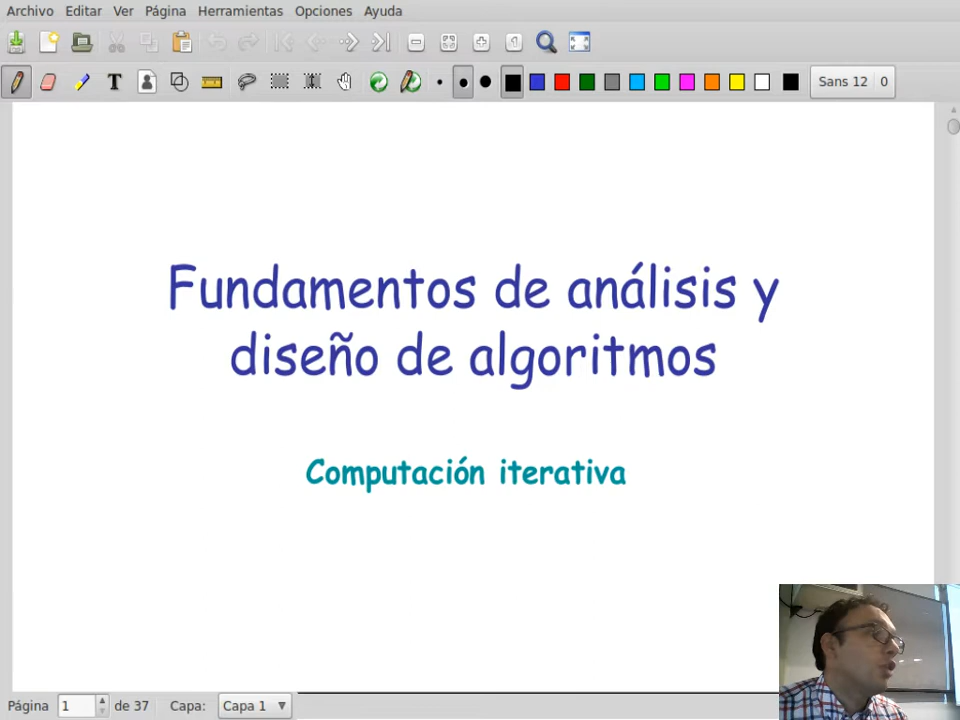 Archivo Editar Ver Página Herramientas Opciones Ayuda
T Sans 12 0
Fundamentos de análisis y
diseño de algoritmos
Computación iterativa
Página 1 de 37 Capa: Capa 1